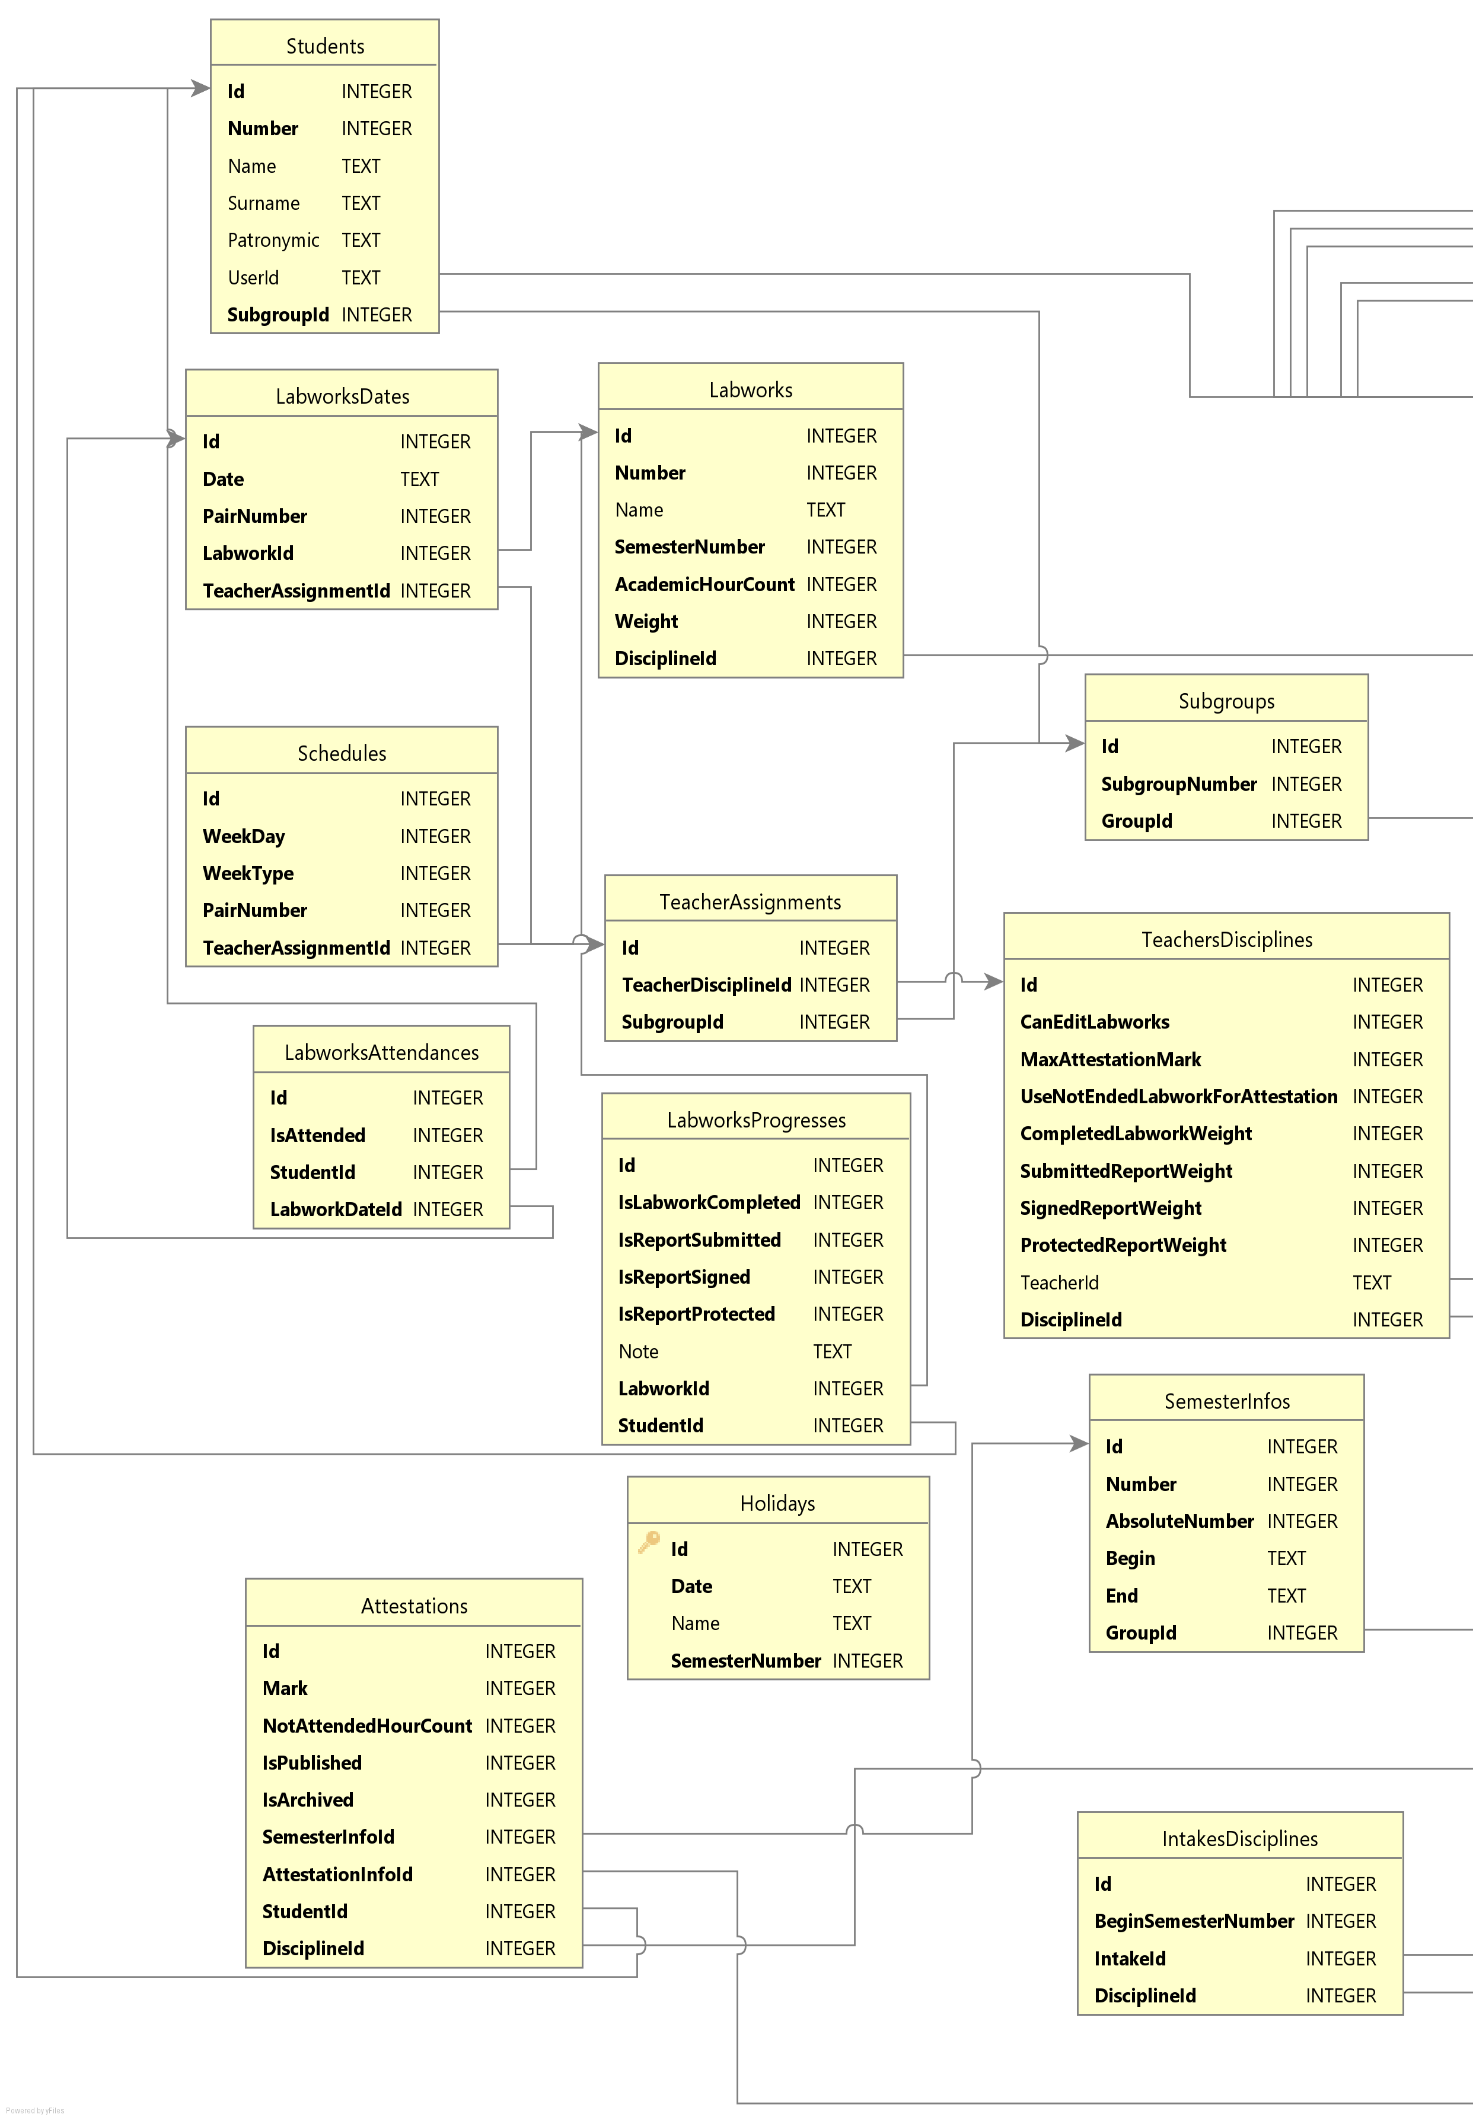 Students
Id INTEGER
Number INTEGER
Name TEXT
Surname TEXT
Patronymic TEXT
UserId TEXT
SubgroupId INTEGER
LabworksDates
Id INTEGER
Date TEXT
PairNumber INTEGER
LabworkId INTEGER
TeacherAssignmentId INTEGER
Labworks
Id INTEGER
Number INTEGER
Name TEXT
SemesterNumber INTEGER
AcademicHourCount INTEGER
Weight INTEGER
DisciplineId INTEGER
Subgroups
Id INTEGER
SubgroupNumber INTEGER
GroupId INTEGER
Schedules
Id INTEGER
WeekDay INTEGER
WeekType INTEGER
PairNumber INTEGER
TeacherAssignmentId INTEGER
TeacherAssignments
Id INTEGER
TeacherDisciplineId INTEGER
SubgroupId INTEGER
TeachersDisciplines
Id INTEGER
CanEditLabworks INTEGER
MaxAttestationMark INTEGER
UseNotEndedLabworkForAttestation INTEGER
CompletedLabworkWeight INTEGER
SubmittedReportWeight INTEGER
SignedReportWeight INTEGER
ProtectedReportWeight INTEGER
TeacherId TEXT
DisciplineId INTEGER
LabworksAttendances
Id INTEGER
IsAttended INTEGER
StudentId INTEGER
LabworkDateId INTEGER
LabworksProgresses
Id INTEGER
IsLabworkCompleted INTEGER
IsReportSubmitted INTEGER
IsReportSigned INTEGER
IsReportProtected INTEGER
Note TEXT
LabworkId INTEGER
StudentId INTEGER
SemesterInfos
Id INTEGER
Number INTEGER
AbsoluteNumber INTEGER
Begin TEXT
End TEXT
GroupId INTEGER
Holidays
Id INTEGER
Date TEXT
Name TEXT
SemesterNumber INTEGER
Attestations
Id INTEGER
Mark INTEGER
NotAttendedHourCount INTEGER
IsPublished INTEGER
IsArchived INTEGER
SemesterInfoId INTEGER
AttestationInfoId INTEGER
StudentId INTEGER
DisciplineId INTEGER
IntakesDisciplines
Id INTEGER
BeginSemesterNumber INTEGER
IntakeId INTEGER
DisciplineId INTEGER
Powered by yFiles